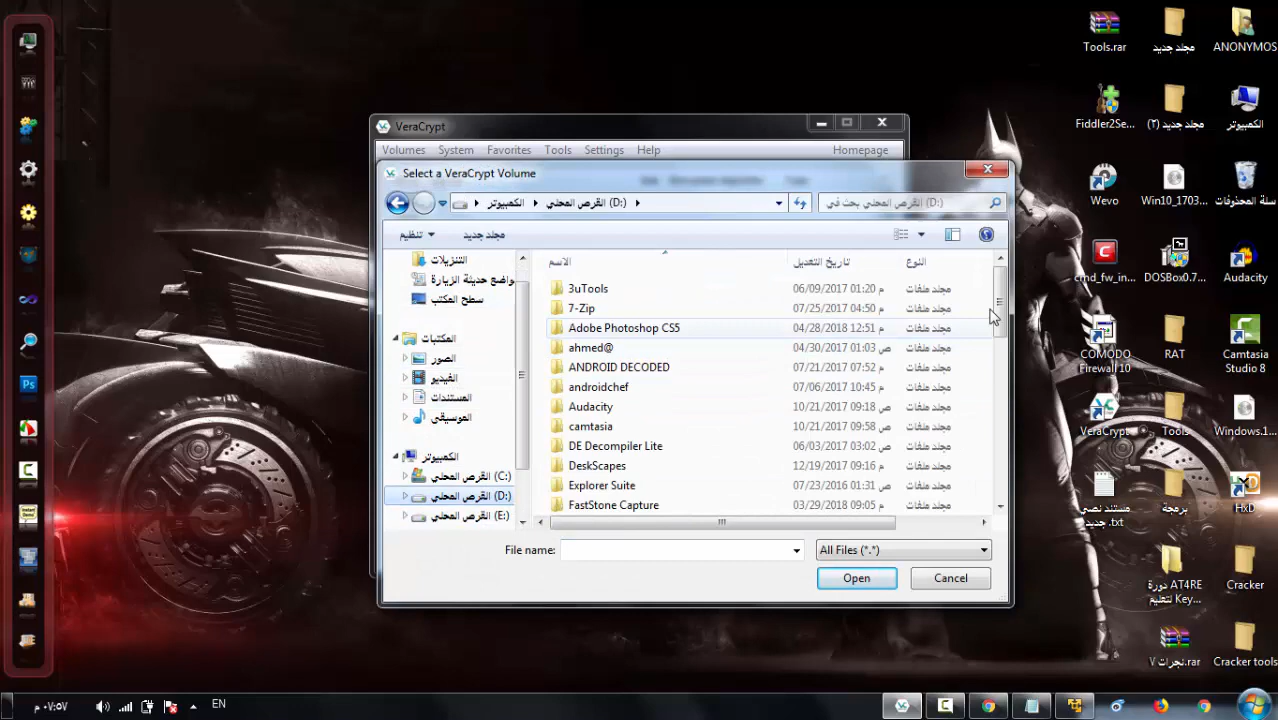 VeraCrypt
Volumes System Favorites Tools Settings Help Homepage
Select a VeraCrypt Volume
الكمبيوتر
القرص المحلي (D:)
القرص المحلي بحث في (D:)
تنظيم
مجلد جديد
التنزيلات
مواضع حديثة الزيارة
سطح المكتب
المكتبات
الصور
الفيديو
المستندات
الموسيقى
الكمبيوتر
القرص المحلي (C:)
القرص المحلي (D:)
القرص المحلي (E:)
الاسم تاريخ التعديل النوع
3uTools 06/09/2017 01:20 م مجلد ملفات
7-Zip 07/25/2017 04:50 م مجلد ملفات
Adobe Photoshop CS5 04/28/2018 12:51 م مجلد ملفات
ahmed@ 04/30/2017 01:03 ص مجلد ملفات
ANDROID DECODED 07/21/2017 07:52 م مجلد ملفات
androidchef 07/06/2017 10:45 م مجلد ملفات
Audacity 10/21/2017 09:18 ص مجلد ملفات
camtasia 10/21/2017 09:58 ص مجلد ملفات
DE Decompiler Lite 06/03/2017 03:02 ص مجلد ملفات
DeskScapes 12/19/2017 09:16 م مجلد ملفات
Explorer Suite 07/23/2016 01:31 ص مجلد ملفات
FastStone Capture 03/29/2018 09:05 م مجلد ملفات
File name:
All Files (*.*)
Open
Cancel
Tools.rar
مجلد جديد
ANONYMOS
Fiddler2Se...
مجلد جديد (٢)
الكمبيوتر
Wevo
Win10_1703...
سلة المحذوفات
cmd_fw_in...
DOSBox0.7...
Audacity
COMODO
Firewall 10
RAT
Camtasia
Studio 8
VeraCrypt
Tools
Windows.1...
مستند نصي
جديد .txt
برمجة
HxD
دورة AT4RE
لتعليم Key...
Cracker
٧ نجرات.rar
Cracker tools
٠٧:٥٧ م
EN